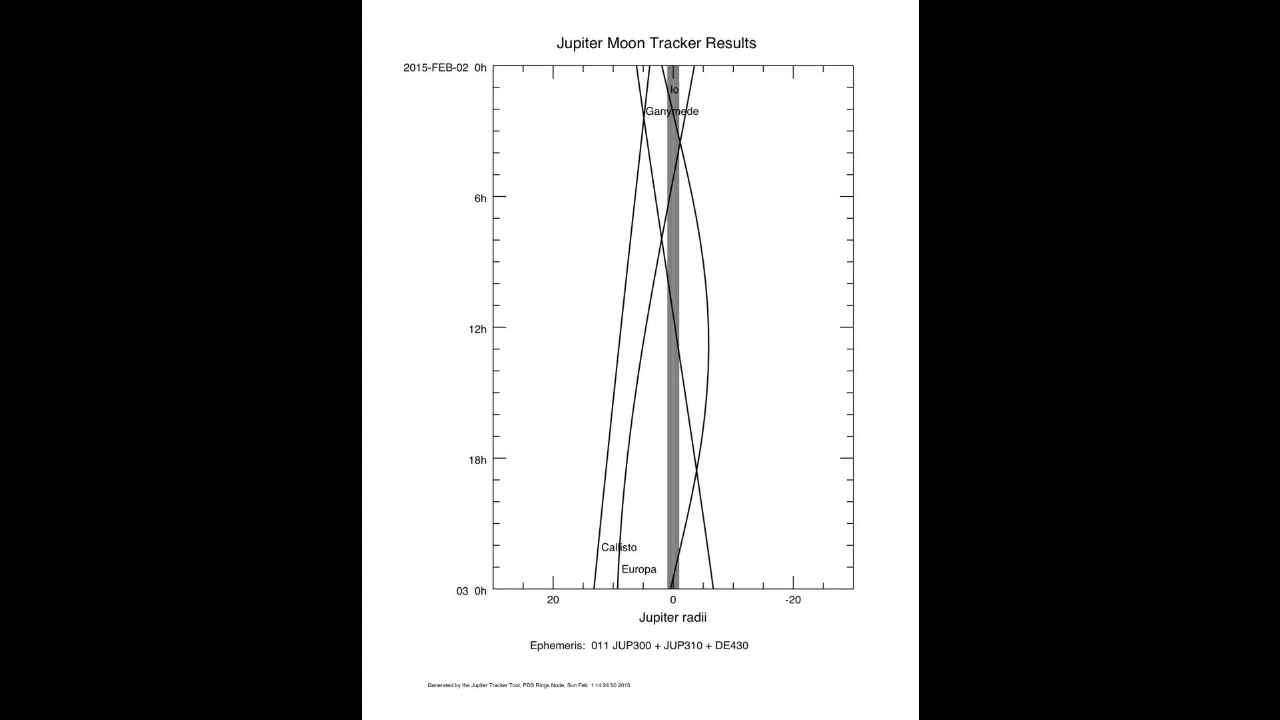 Jupiter Moon Tracker Results
2015-FEB-02 0h
Io
Ganymede
6h
12h
18h
Callisto
Europa
03 0h
20 0 -20
Jupiter radii
Ephemeris: 011 JUP300 + JUP310 + DE430
Generated by the Jupiter Tracker Tool, PDS Rings Node, Sun Feb 1 14:24:50 2015